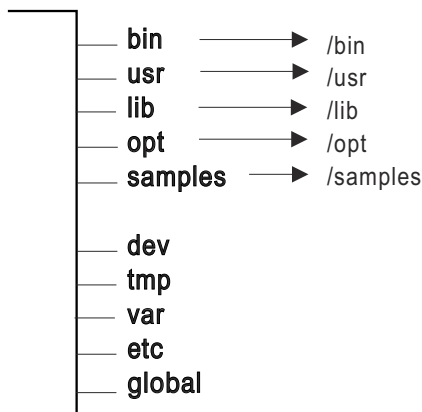 bin /bin
usr /usr
lib /lib
opt /opt
samples /samples
dev
tmp
var
etc
global